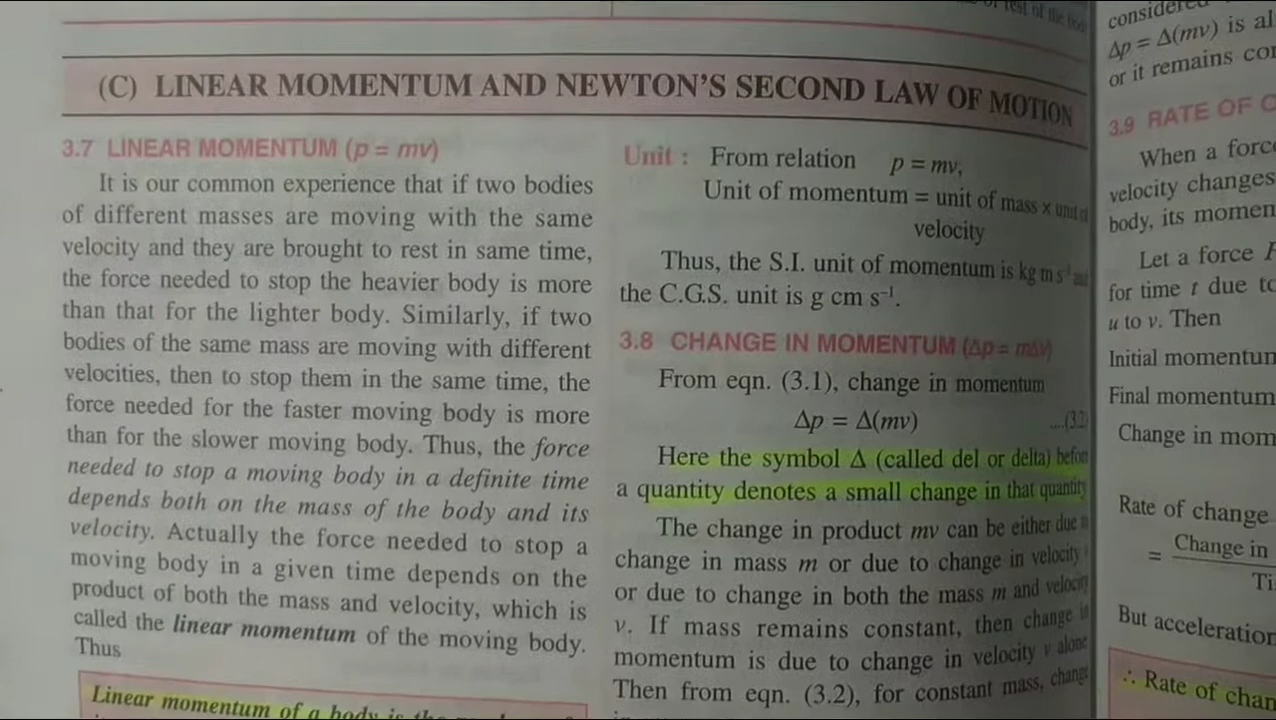 rest of the
(C) LINEAR MOMENTUM AND NEWTON'S SECOND LAW OF MOTION
3.7 LINEAR MOMENTUM (p = mv)
It is our common experience that if two bodies
of different masses are moving with the same
velocity and they are brought to rest in same time,
the force needed to stop the heavier body is more
than that for the lighter body. Similarly, if two
bodies of the same mass are moving with different
velocities, then to stop them in the same time, the
force needed for the faster moving body is more
than for the slower moving body. Thus, the force
needed to stop a moving body in a definite time
depends both on the mass of the body and its
velocity. Actually the force needed to stop a
moving body in a given time depends on the
product of both the mass and velocity, which is
called the linear momentum of the moving body.
Thus
Linear momentum of a body is the
Unit : From relation p = mv,
Unit of momentum = unit of mass x unit of
velocity
Thus, the S.I. unit of momentum is kg m s⁻¹ and
the C.G.S. unit is g cm s⁻¹.
3.8 CHANGE IN MOMENTUM (Δp = mΔv)
From eqn. (3.1), change in momentum
Δp = Δ(mv) ....(3.2)
Here the symbol Δ (called del or delta) before
a quantity denotes a small change in that quantity
The change in product mv can be either due
change in mass m or due to change in velocity
or due to change in both the mass m and velocity
v. If mass remains constant, then change in
momentum is due to change in velocity v alone
Then from eqn. (3.2), for constant mass, change
considered
Δp = Δ(mv) is
or it remains
3.9 RATE OF
When a force
velocity changes
body, its
Let a force F
for time t due
u to v. Then
Initial
Final momentum
Change in
Rate of change
= Change in
But
∴ Rate of